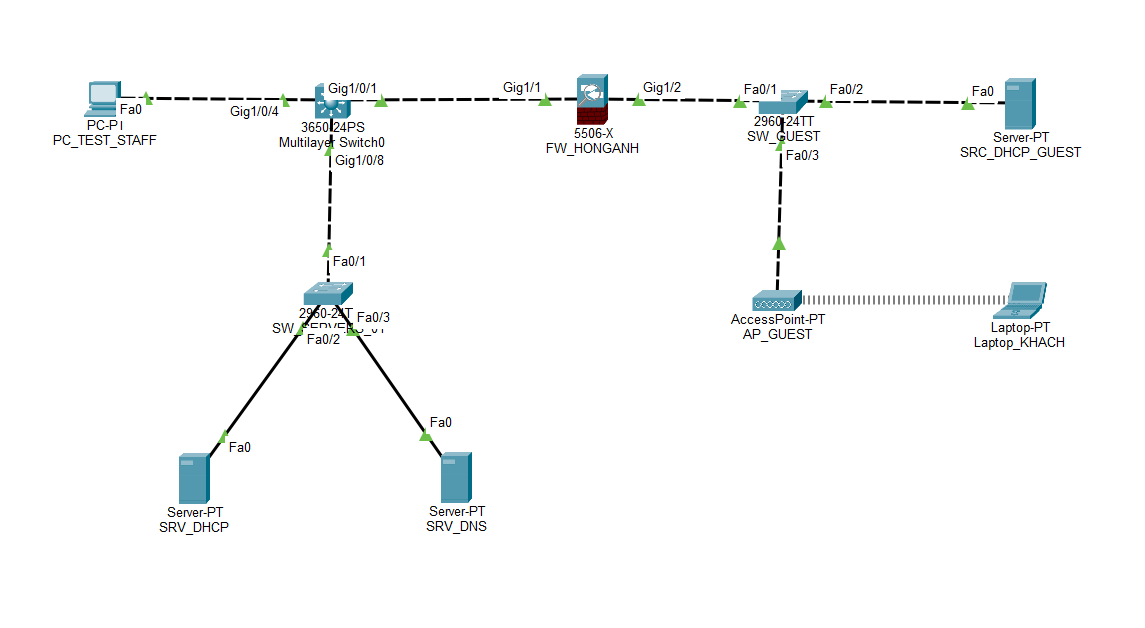 Fa0
PC-PT
PC_TEST_STAFF
Gig1/0/4
Gig1/0/1
3650-24PS
Multilayer Switch0
Gig1/0/8
Gig1/1
Gig1/2
5506-X
FW_HONGANH
Fa0/1
Fa0/2
2960-24TT
SW_GUEST
Fa0/3
Fa0
Server-PT
SRC_DHCP_GUEST
AccessPoint-PT
AP_GUEST
Laptop-PT
Laptop_KHACH
Fa0/1
2960-24T
Fa0/3
SW_SERVERS_01
Fa0/2
Fa0
Fa0
Server-PT
SRV_DHCP
Server-PT
SRV_DNS